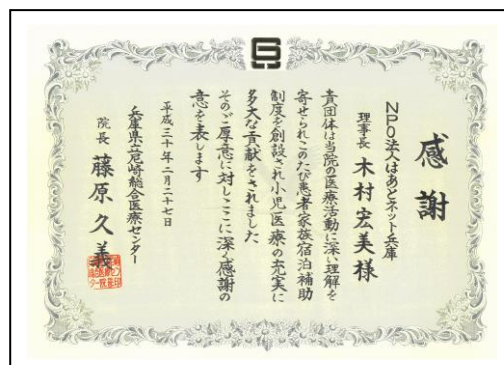 感謝
NPO法人はあとネット兵庫
理事長 木村宏美様
貴団体は当院の医療活動に深い理解を
寄せられこのたび患者家族宿泊補助
制度を創設され小児医療の充実に
多大な貢献をされました
そのご厚意に対しここに深く感謝の
意を表します
平成三十年二月二十七日
兵庫県立尼崎総合医療センター
院長 藤原久義